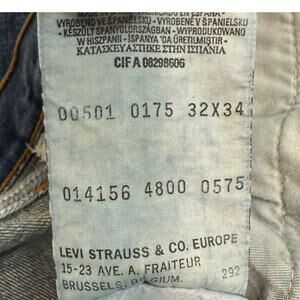 VYROBENO VE ŠPANĚLSKU - VYROBENÉ V ŠPANIELSKU
- KÉSZÜLT SPANYOLORSZÁGBAN - WYPRODUKOWANO
W HISZPANII - İSPANYA'DA ÜRETİLMİŞTİR -
ΚΑΤΑΣΚΕΥΑΣΤΗΚΕ ΣΤΗΝ ΙΣΠΑΝΙΑ
CIF A 08298606
00501 0175 32X34
014156 4800 0575
LEVI STRAUSS & CO. EUROPE
15-23 AVE. A. FRAITEUR
BRUSSELS, BELGIUM. 292